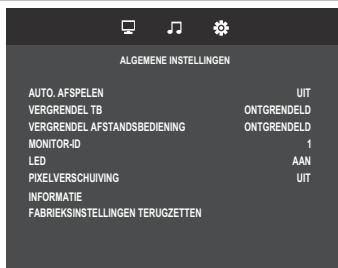 ALGEMENE INSTELLINGEN
AUTO. AFSPELEN UIT
VERGRENDEL TB ONTGRENDELD
VERGRENDEL AFSTANDSBEDIENING ONTGRENDELD
MONITOR-ID 1
LED AAN
PIXELVERSCHUIVING UIT
INFORMATIE
FABRIEKSINSTELLINGEN TERUGZETTEN